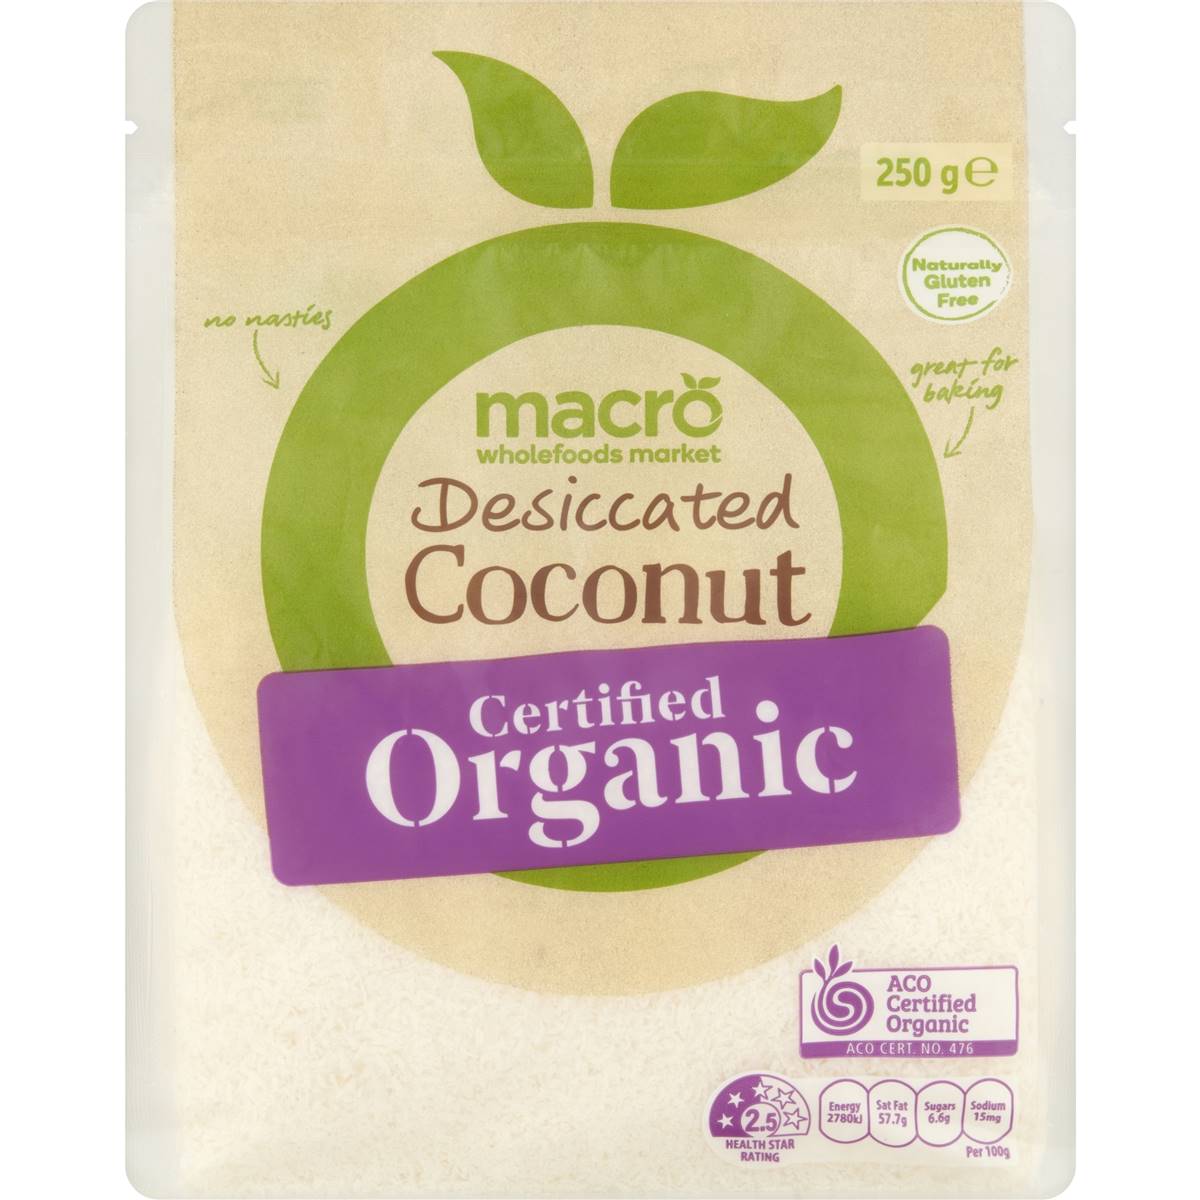 250 g ℮
Naturally
Gluten
Free
no nasties
great for
baking
macro
wholefoods market
Desiccated
Coconut
Certified
Organic
ACO
Certified
Organic
ACO CERT. NO. 476
2.5
HEALTH STAR
RATING
Energy
2780kJ
Sat Fat
57.7g
Sugars
6.6g
Sodium
15mg
Per 100g